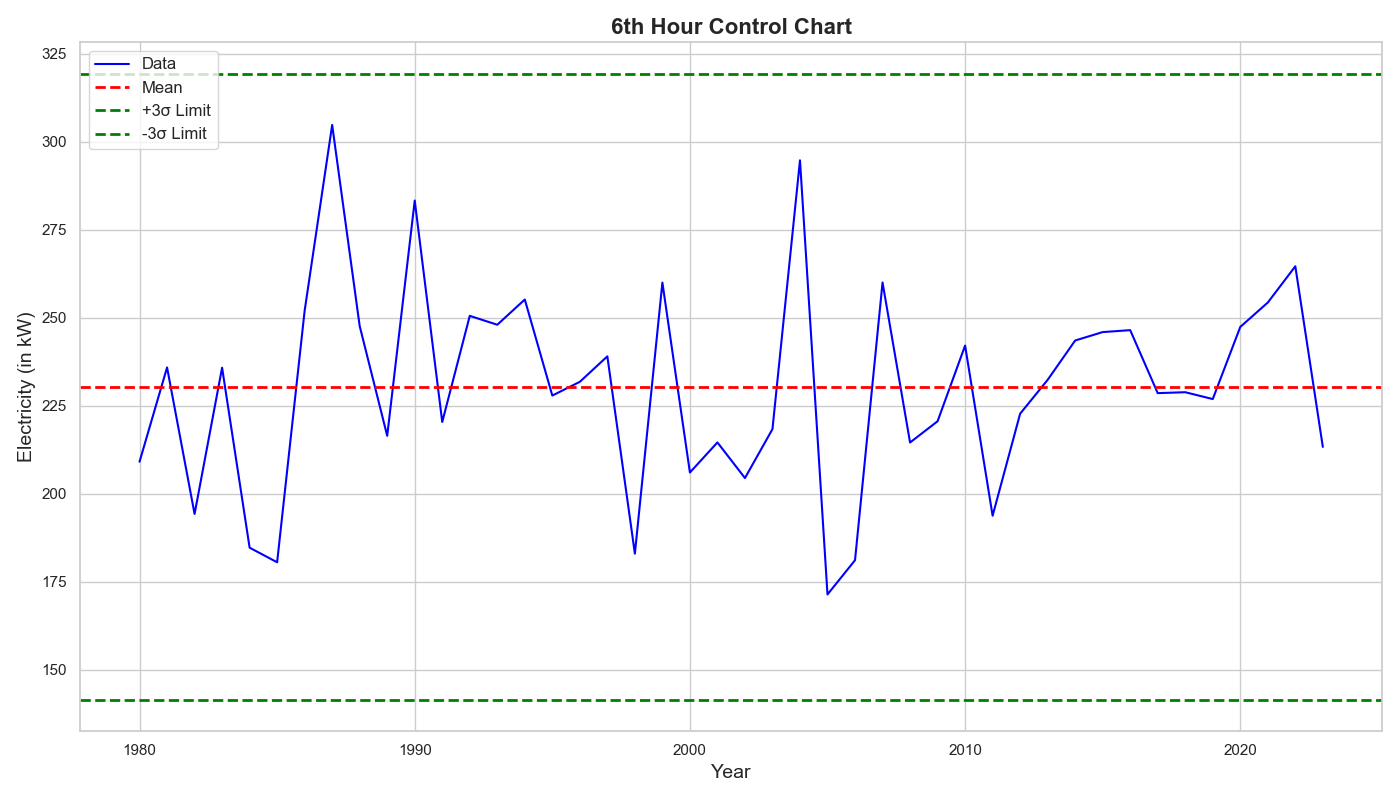 6th Hour Control Chart
Data
Mean
+3σ Limit
-3σ Limit
Electricity (in kW)
325
300
275
250
225
200
175
150
1980
1990
2000
2010
2020
Year